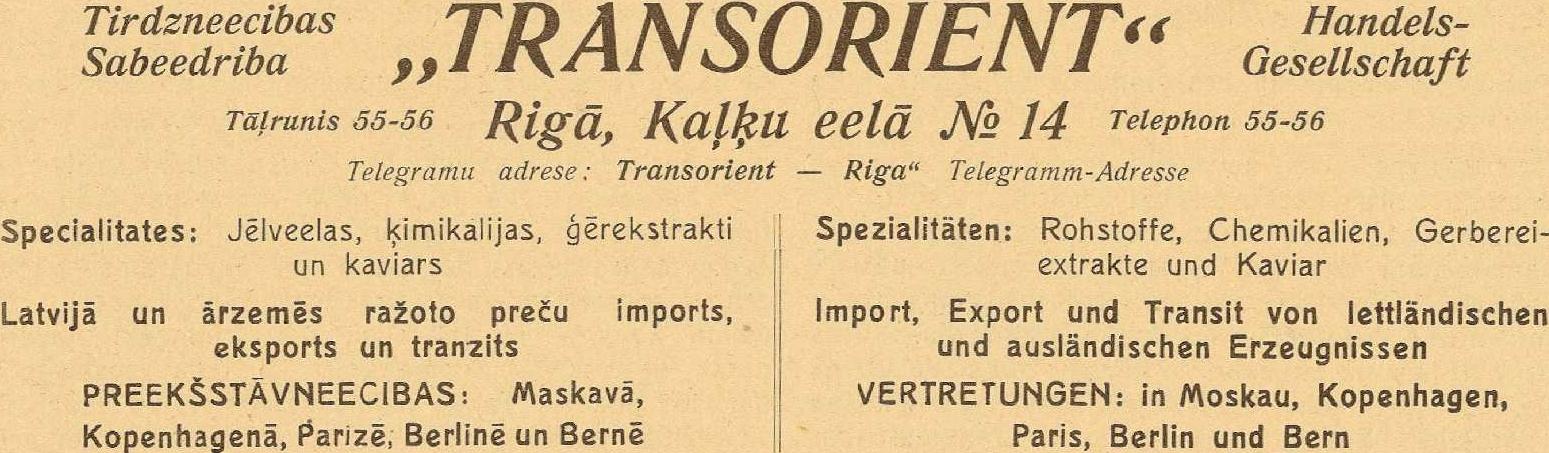 Tirdzneecibas
Sabeedriba
„TRANSORIENT“
Handels-
Gesellschaft
Tāļrunis 55-56 Rigā, Kaļķu eelā № 14 Telephon 55-56
Telegramu adrese: Transorient — Riga“ Telegramm-Adresse
Specialitates: Jēlveelas, ķimikalijas, ģērekstrakti
un kaviars
Latvijā un ārzemēs ražoto preču imports,
eksports un tranzits
PREEKŠSTĀVNEECIBAS: Maskavā,
Kopenhagenā, Parizē, Berlinē un Bernē
Spezialitäten: Rohstoffe, Chemikalien, Gerberei-
extrakte und Kaviar
Import, Export und Transit von lettländischen
und ausländischen Erzeugnissen
VERTRETUNGEN: in Moskau, Kopenhagen,
Paris, Berlin und Bern